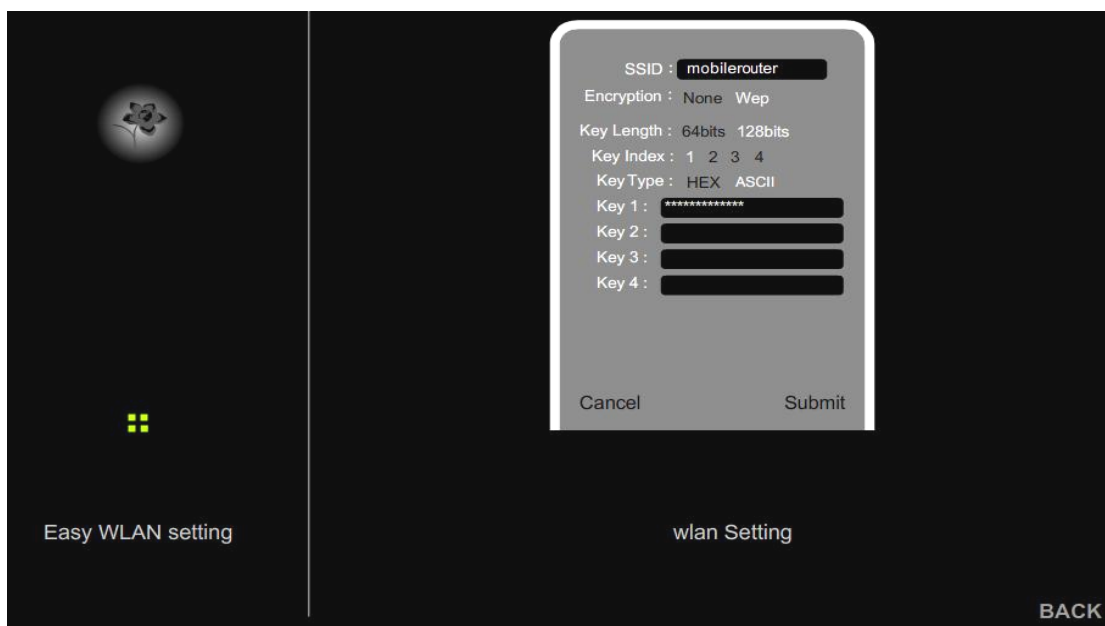 SSID : mobilerouter
Encryption : None Wep
Key Length : 64bits 128bits
Key Index : 1 2 3 4
Key Type : HEX ASCII
Key 1 : *************
Key 2 :
Key 3 :
Key 4 :
Cancel Submit
Easy WLAN setting
wlan Setting
BACK